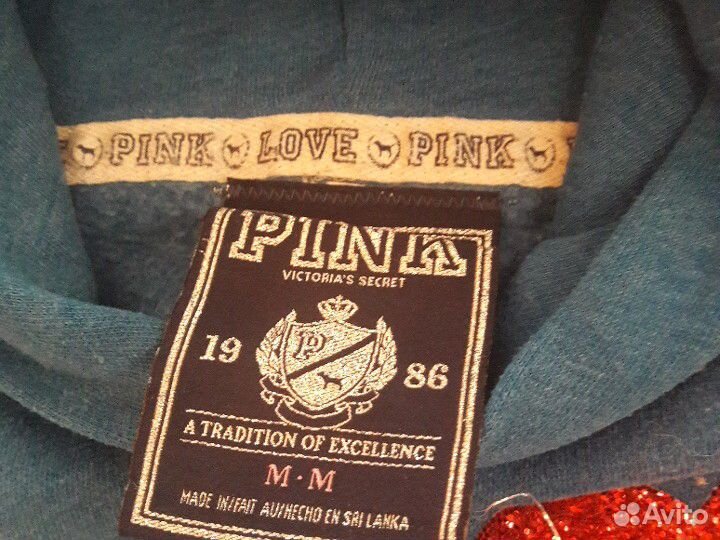 PINK LOVE PINK
PINK
VICTORIA'S SECRET
P
19 86
A TRADITION OF EXCELLENCE
M · M
MADE IN/FAIT AU/HECHO EN SRI LANKA
Avito